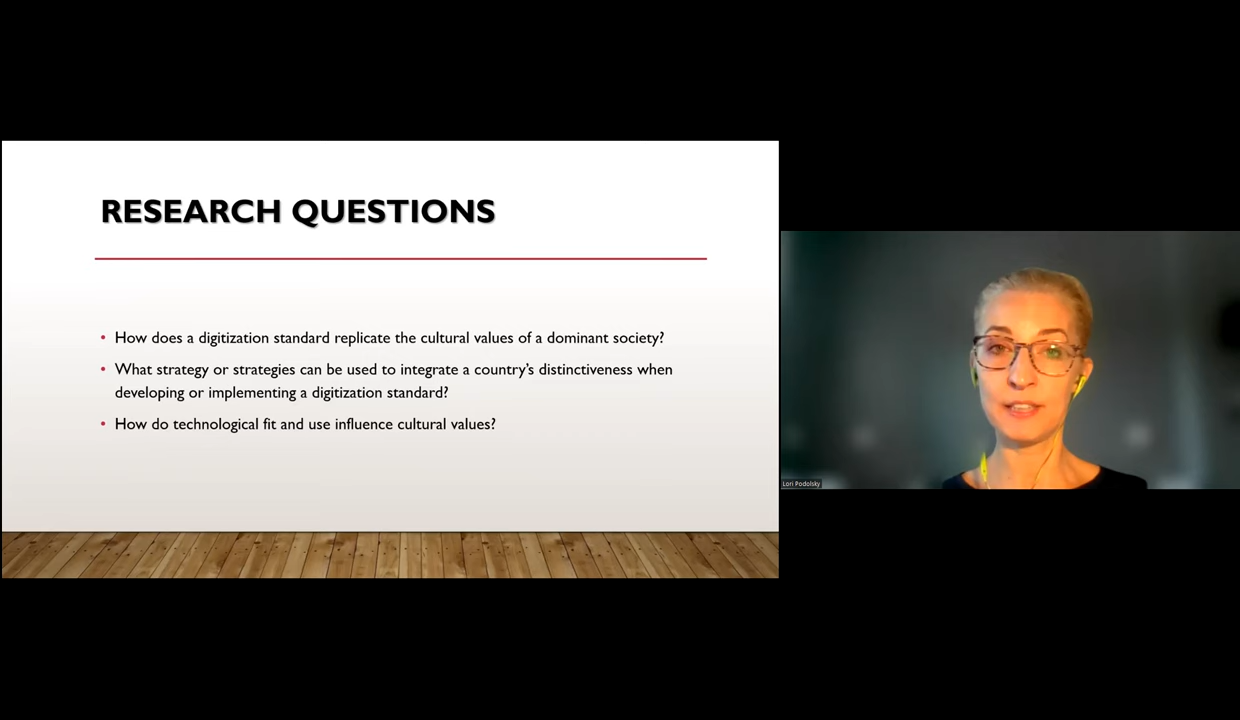 RESEARCH QUESTIONS
• How does a digitization standard replicate the cultural values of a dominant society?
• What strategy or strategies can be used to integrate a country’s distinctiveness when
developing or implementing a digitization standard?
• How do technological fit and use influence cultural values?
Lori Podolsky